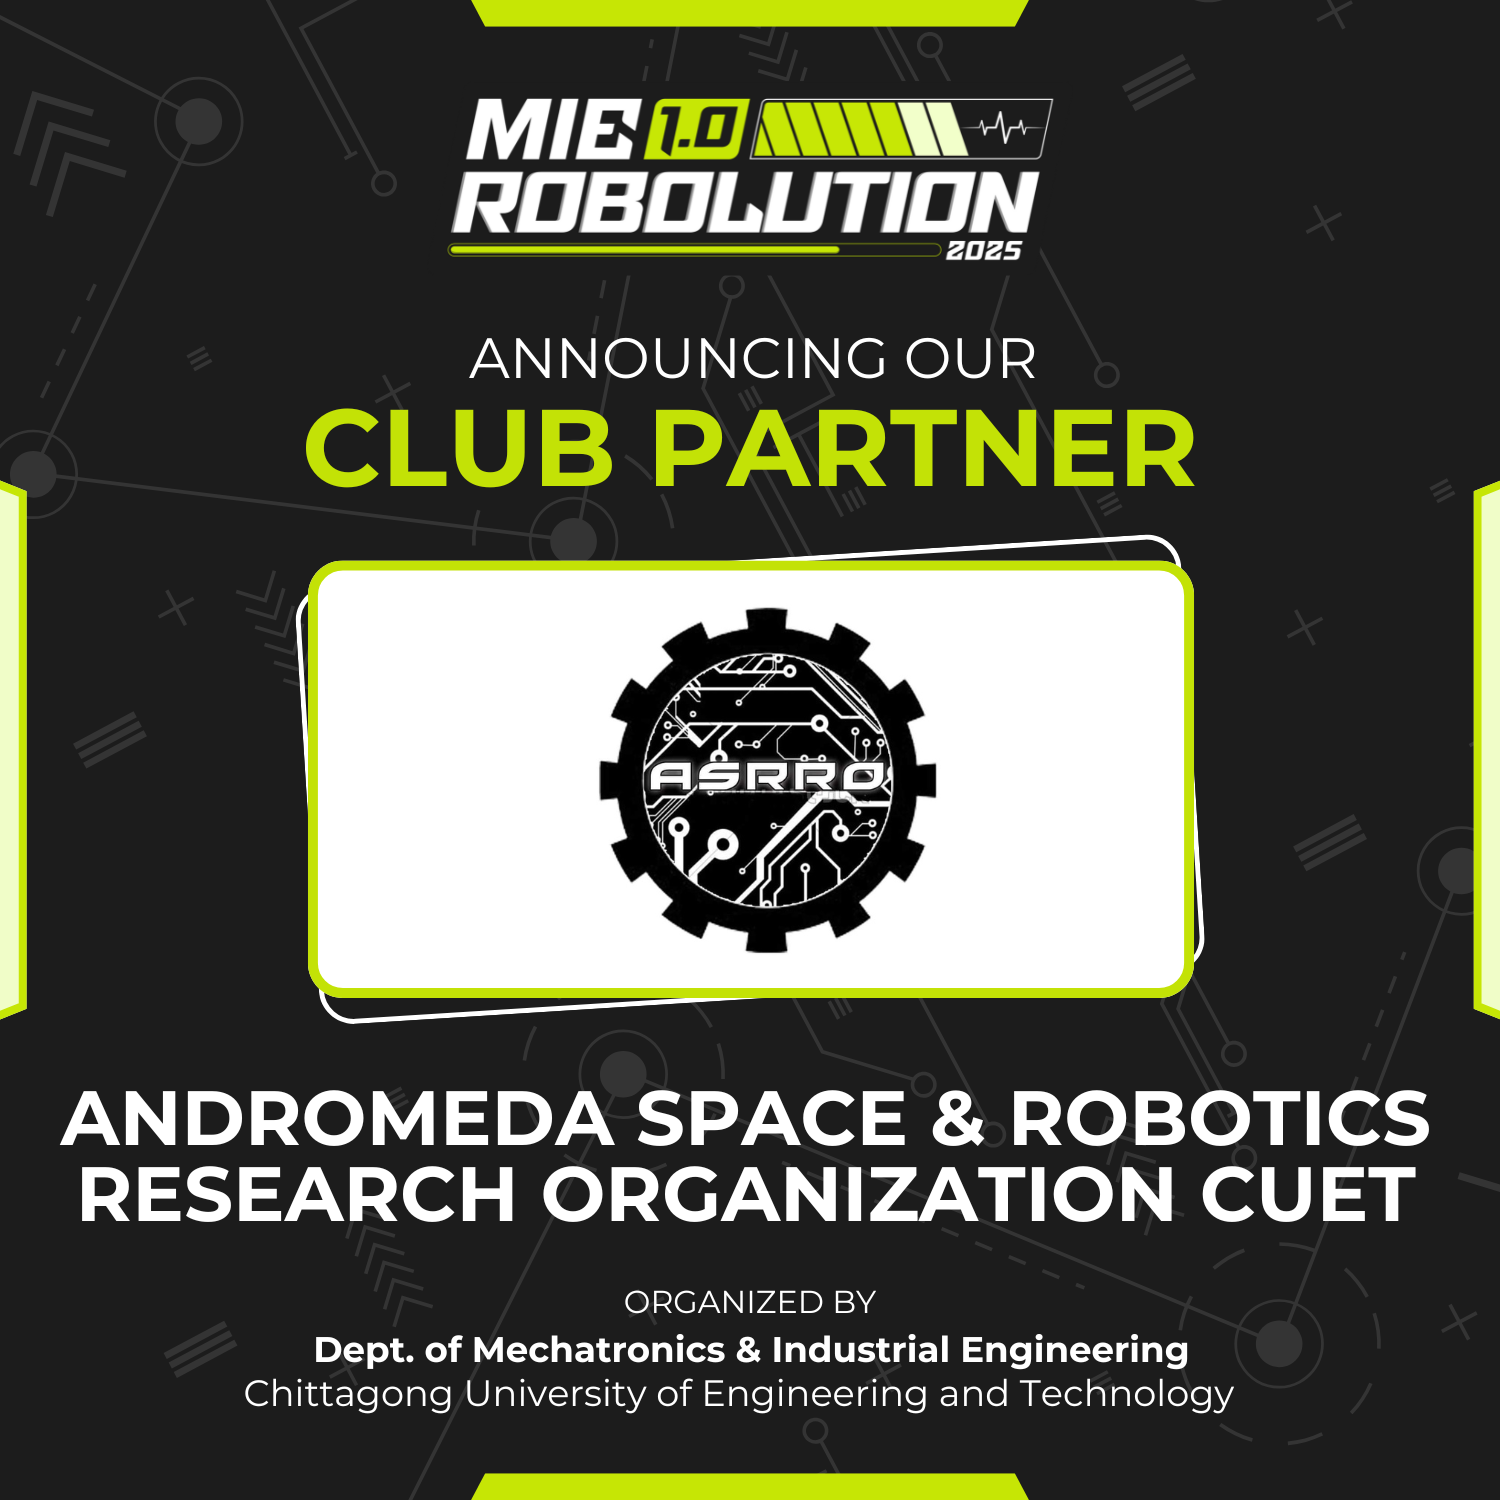 MIE 1.0
ROBOLUTION
2025
ANNOUNCING OUR
CLUB PARTNER
ASRRO
ANDROMEDA SPACE & ROBOTICS
RESEARCH ORGANIZATION CUET
ORGANIZED BY
Dept. of Mechatronics & Industrial Engineering
Chittagong University of Engineering and Technology